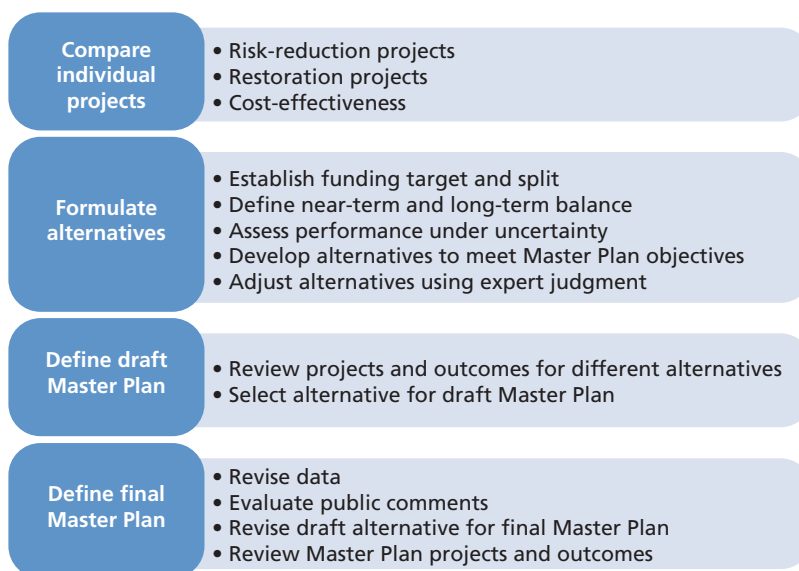 Compare
individual
projects
• Risk-reduction projects
• Restoration projects
• Cost-effectiveness
Formulate
alternatives
• Establish funding target and split
• Define near-term and long-term balance
• Assess performance under uncertainty
• Develop alternatives to meet Master Plan objectives
• Adjust alternatives using expert judgment
Define draft
Master Plan
• Review projects and outcomes for different alternatives
• Select alternative for draft Master Plan
Define final
Master Plan
• Revise data
• Evaluate public comments
• Revise draft alternative for final Master Plan
• Review Master Plan projects and outcomes